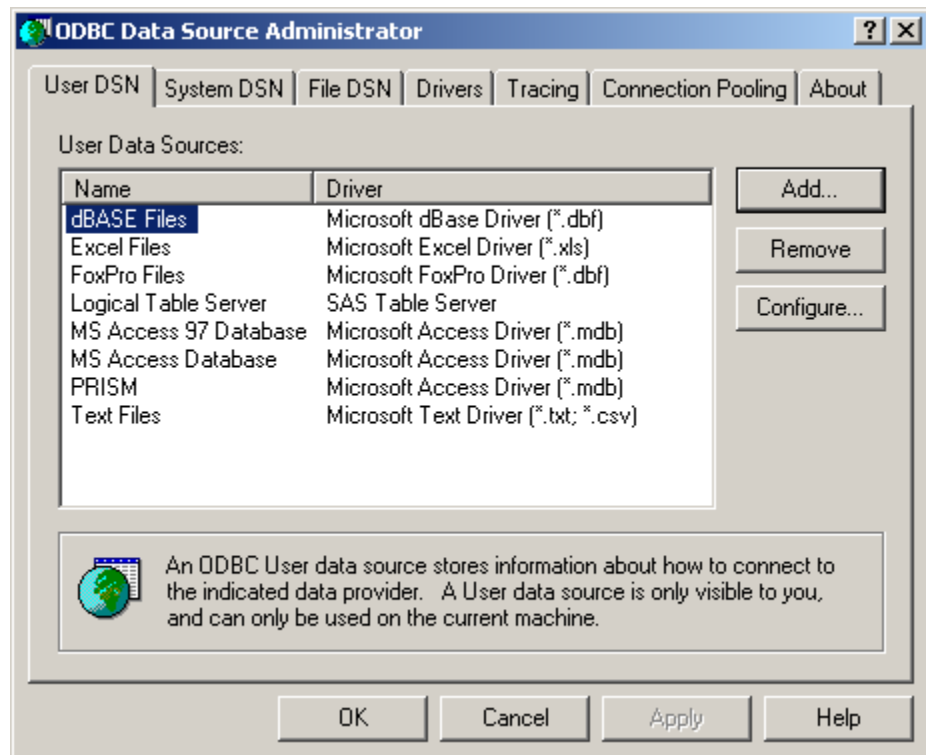 ODBC Data Source Administrator
User DSN System DSN File DSN Drivers Tracing Connection Pooling About
User Data Sources:
Name Driver
dBASE Files Microsoft dBase Driver (*.dbf)
Excel Files Microsoft Excel Driver (*.xls)
FoxPro Files Microsoft FoxPro Driver (*.dbf)
Logical Table Server SAS Table Server
MS Access 97 Database Microsoft Access Driver (*.mdb)
MS Access Database Microsoft Access Driver (*.mdb)
PRISM Microsoft Access Driver (*.mdb)
Text Files Microsoft Text Driver (*.txt; *.csv)
Add...
Remove
Configure...
An ODBC User data source stores information about how to connect to
the indicated data provider. A User data source is only visible to you,
and can only be used on the current machine.
OK Cancel Apply Help